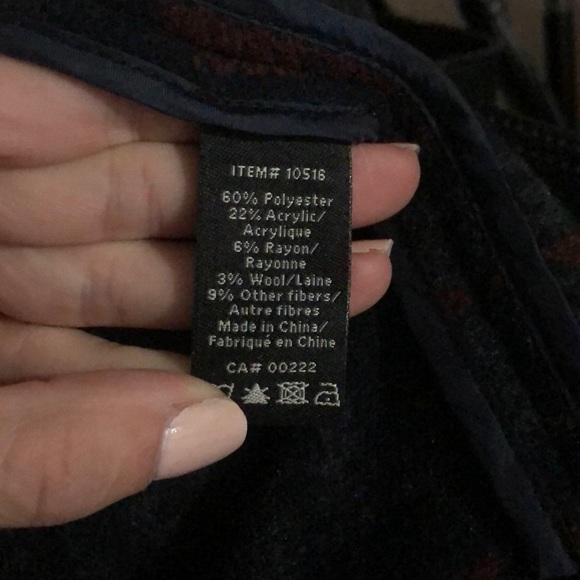 ITEM# 10516
60% Polyester
22% Acrylic/
Acrylique
6% Rayon/
Rayonne
3% Wool/Laine
9% Other fibers/
Autre fibres
Made in China/
Fabriqué en Chine
CA# 00222